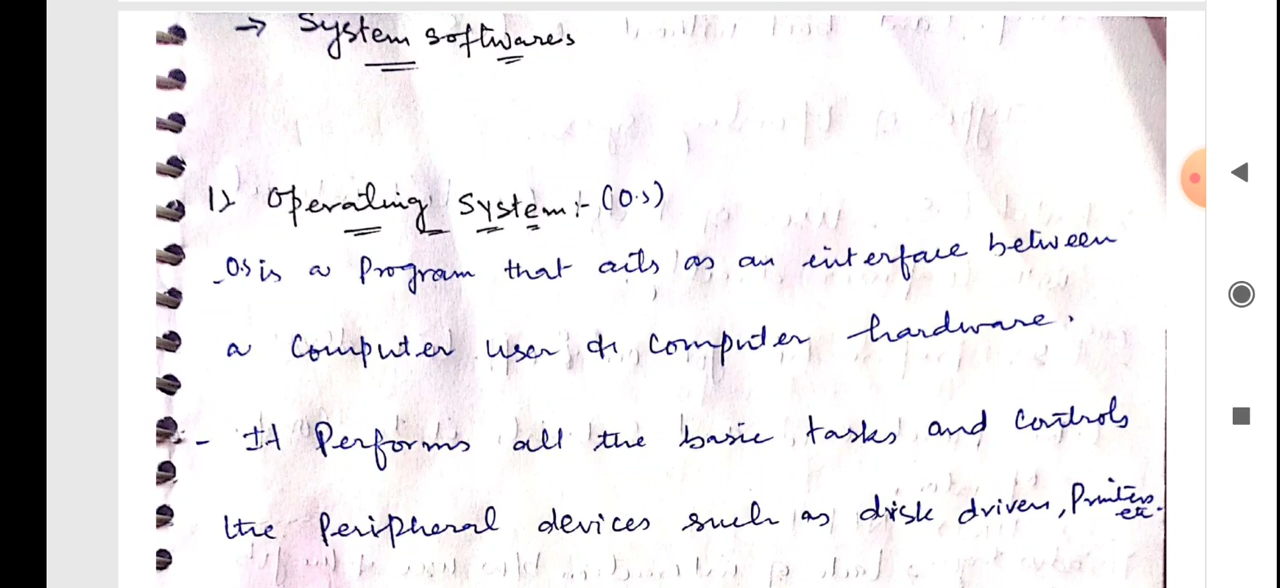 → System softwares
1) Operating System :- (O.S)
OS is a Program that acts as an interface between
a computer user & computer hardware.
- It Performs all the basic tasks and controls
the Peripheral devices such as disk driven, Printers
etc.